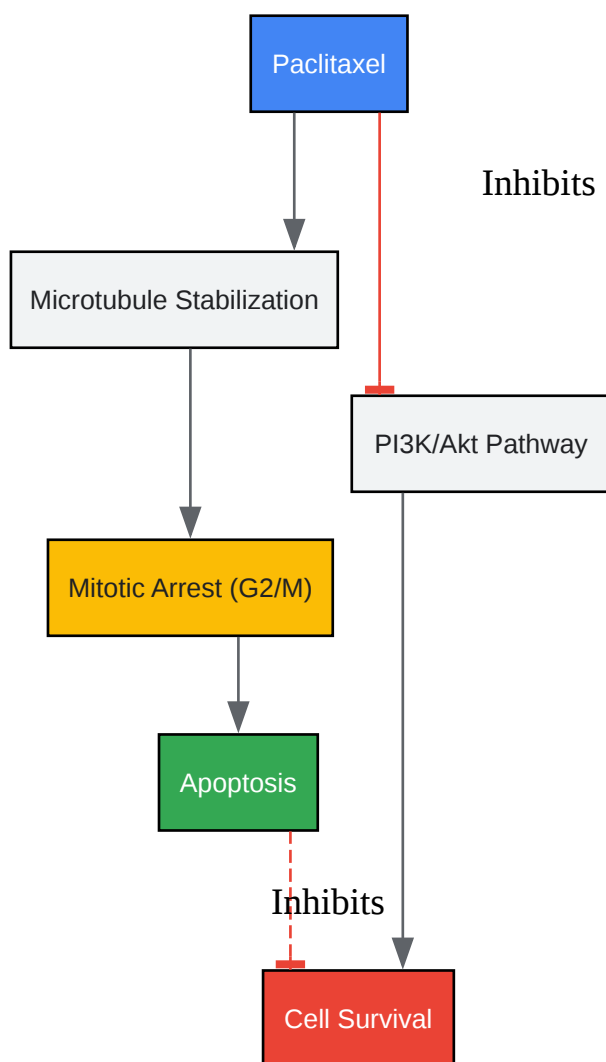 Paclitaxel
Inhibits
Microtubule Stabilization
PI3K/Akt Pathway
Mitotic Arrest (G2/M)
Apoptosis
Inhibits
Cell Survival